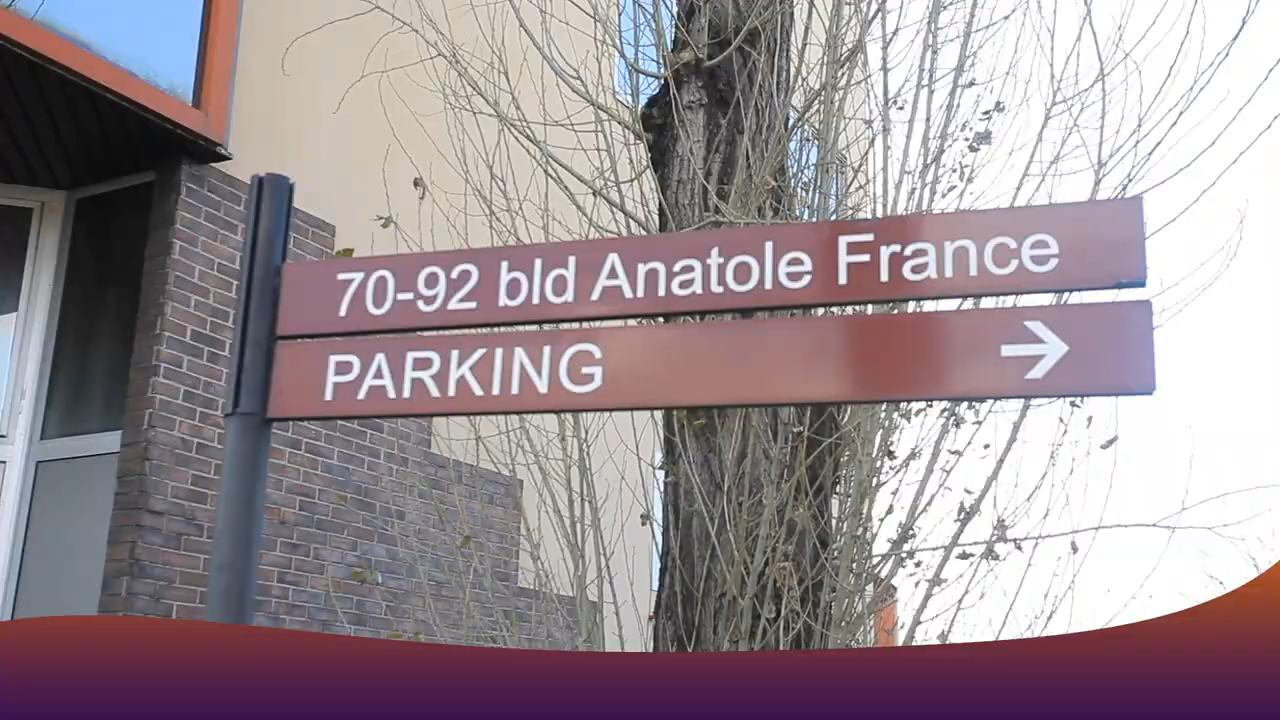 70-92 bld Anatole France
PARKING →